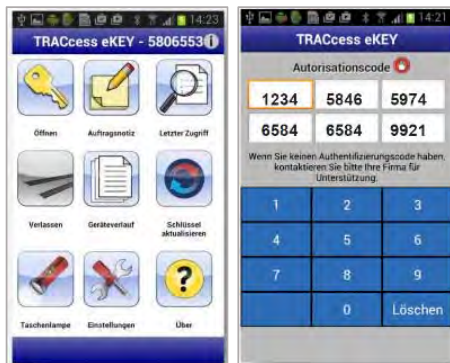 14:23
TRACcess eKEY - 5806553
Öffnen
Auftragsnotiz
Letzter Zugriff
Verlassen
Geräteverlauf
Schlüssel
aktualisieren
Taschenlampe
Einstellungen
Über
14:21
TRACcess eKEY
Autorisationscode
1234 5846 5974
6584 6584 9921
Wenn Sie keinen Authentifizierungscode haben,
kontaktieren Sie bitte Ihre Firma für
Unterstützung.
1 2 3
4 5 6
7 8 9
0 Löschen